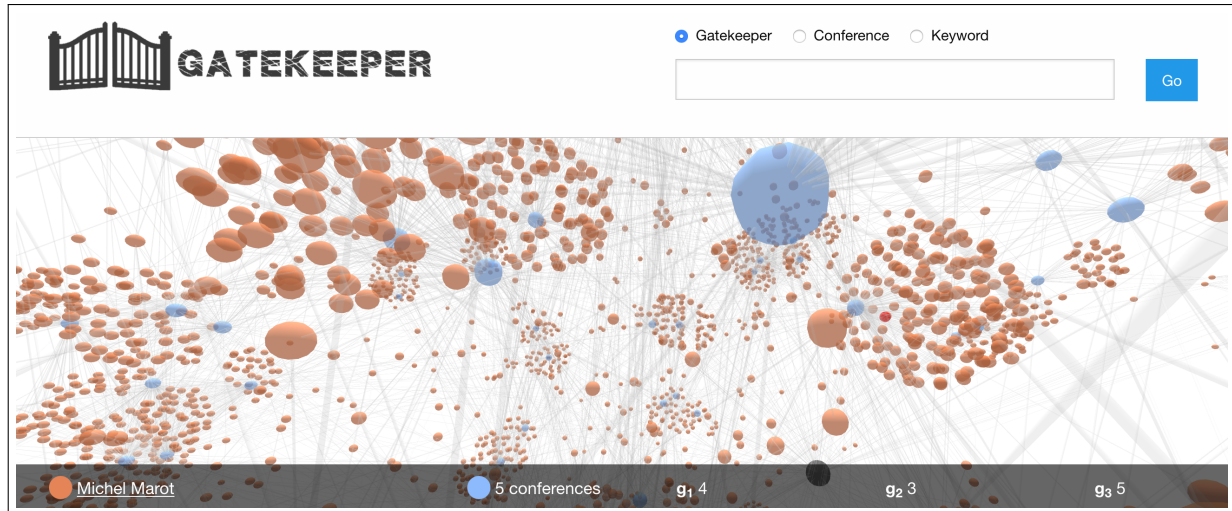 GATEKEEPER
Gatekeeper Conference Keyword
Go
Michel Marot 5 conferences g₁ 4 g₂ 3 g₃ 5